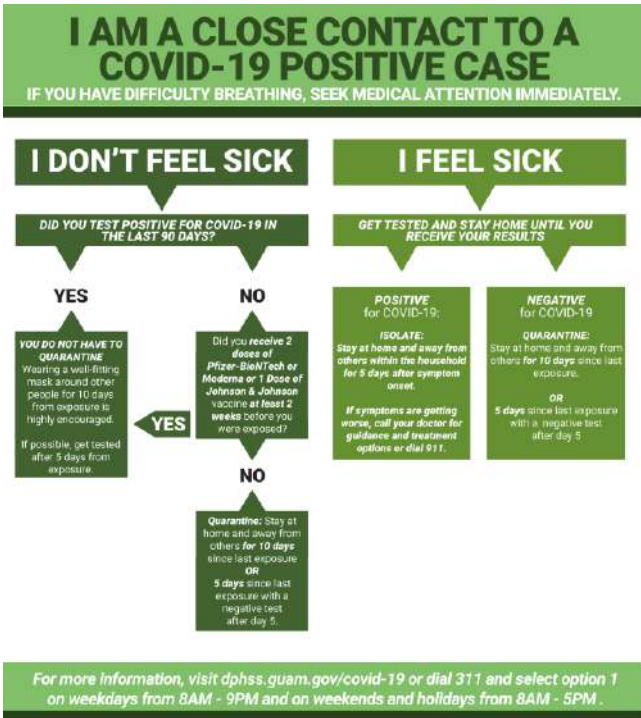 I AM A CLOSE CONTACT TO A
COVID-19 POSITIVE CASE
IF YOU HAVE DIFFICULTY BREATHING, SEEK MEDICAL ATTENTION IMMEDIATELY.
I DON'T FEEL SICK
DID YOU TEST POSITIVE FOR COVID-19 IN
THE LAST 90 DAYS?
YES
YOU DO NOT HAVE TO
QUARANTINE
Wearing a well-fitting
mask around other
people for 10 days
from exposure is
highly encouraged.
If possible, get tested
after 5 days from
exposure.
NO
Did you receive 2
doses of
Pfizer-BioNTech or
Moderna or 1 Dose of
Johnson & Johnson
vaccine at least 2
weeks before you
were exposed?
YES
NO
Quarantine: Stay at
home and away from
others for 10 days
since last exposure
OR
5 days since last
exposure with a
negative test
after day 5.
I FEEL SICK
GET TESTED AND STAY HOME UNTIL YOU
RECEIVE YOUR RESULTS
POSITIVE
for COVID-19:
ISOLATE:
Stay at home and away from
others within the household
for 5 days after symptom
onset.
If symptoms are getting
worse, call your doctor for
guidance and treatment
options or dial 911.
NEGATIVE
for COVID-19
QUARANTINE:
Stay at home and away from
others for 10 days since last
exposure.
OR
5 days since last exposure
with a negative test
after day 5
For more information, visit dphss.guam.gov/covid-19 or dial 311 and select option 1
on weekdays from 8AM - 9PM and on weekends and holidays from 8AM - 5PM .